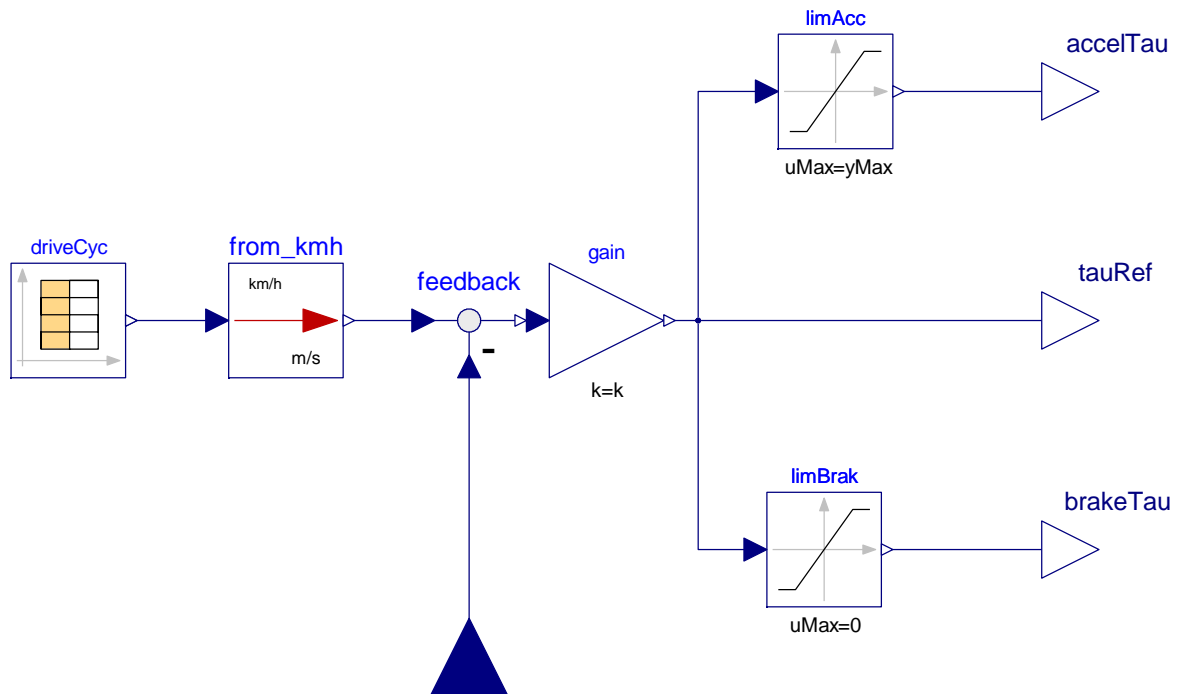 limAcc
accelTau
uMax=yMax
driveCyc
from_kmh
km/h
m/s
feedback
-
gain
k=k
tauRef
limBrak
brakeTau
uMax=0